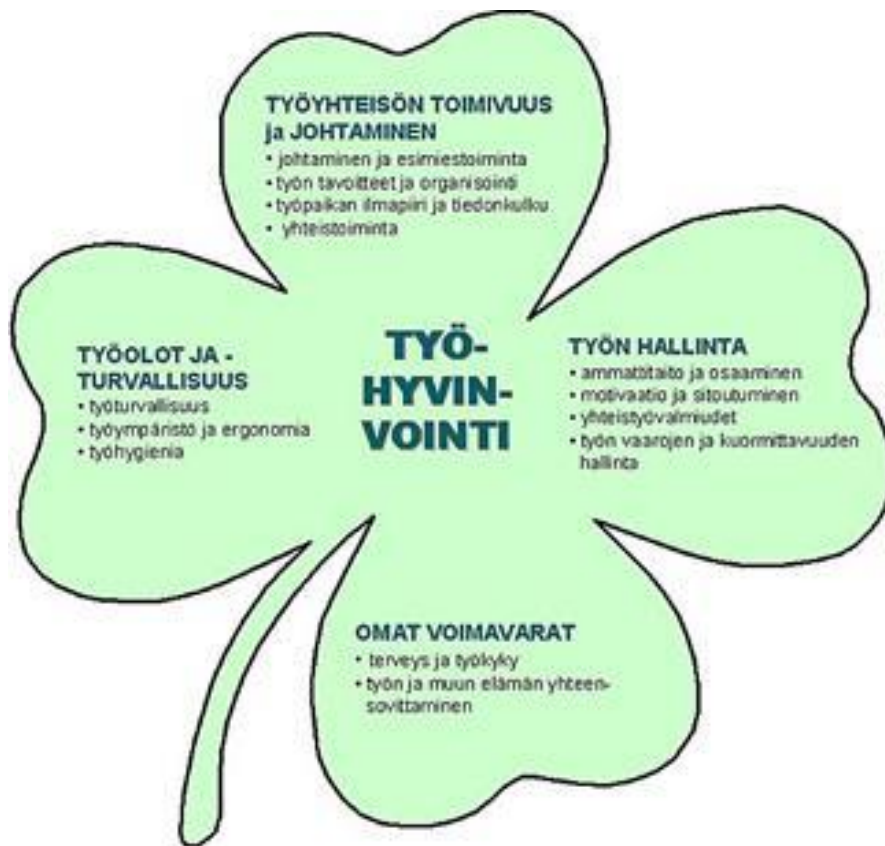 TYÖYHTEISÖN TOIMIVUUS
ja JOHTAMINEN
• johtaminen ja esimiestoiminta
• työn tavoitteet ja organisointi
• työpaikan ilmapiiri ja tiedonkulku
• yhteistoiminta
TYÖOLOT JA -
TURVALLISUUS
• työturvallisuus
• työympäristö ja ergonomia
• työhygienia
TYÖ-
HYVIN-
VOINTI
TYÖN HALLINTA
• ammattitaito ja osaaminen
• motivaatio ja sitoutuminen
• yhteistyövalmiudet
• työn vaarojen ja kuormittavuuden
hallinta
OMAT VOIMAVARAT
• terveys ja työkyky
• työn ja muun elämän yhteen-
sovittaminen